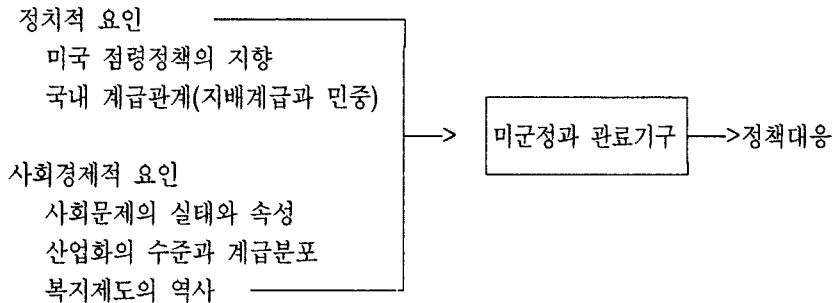 정치적 요인
미국 점령정책의 지향
국내 계급관계(지배계급과 민중)
미군정과 관료기구
정책대응
사회경제적 요인
사회문제의 실태와 속성
산업화의 수준과 계급분포
복지제도의 역사